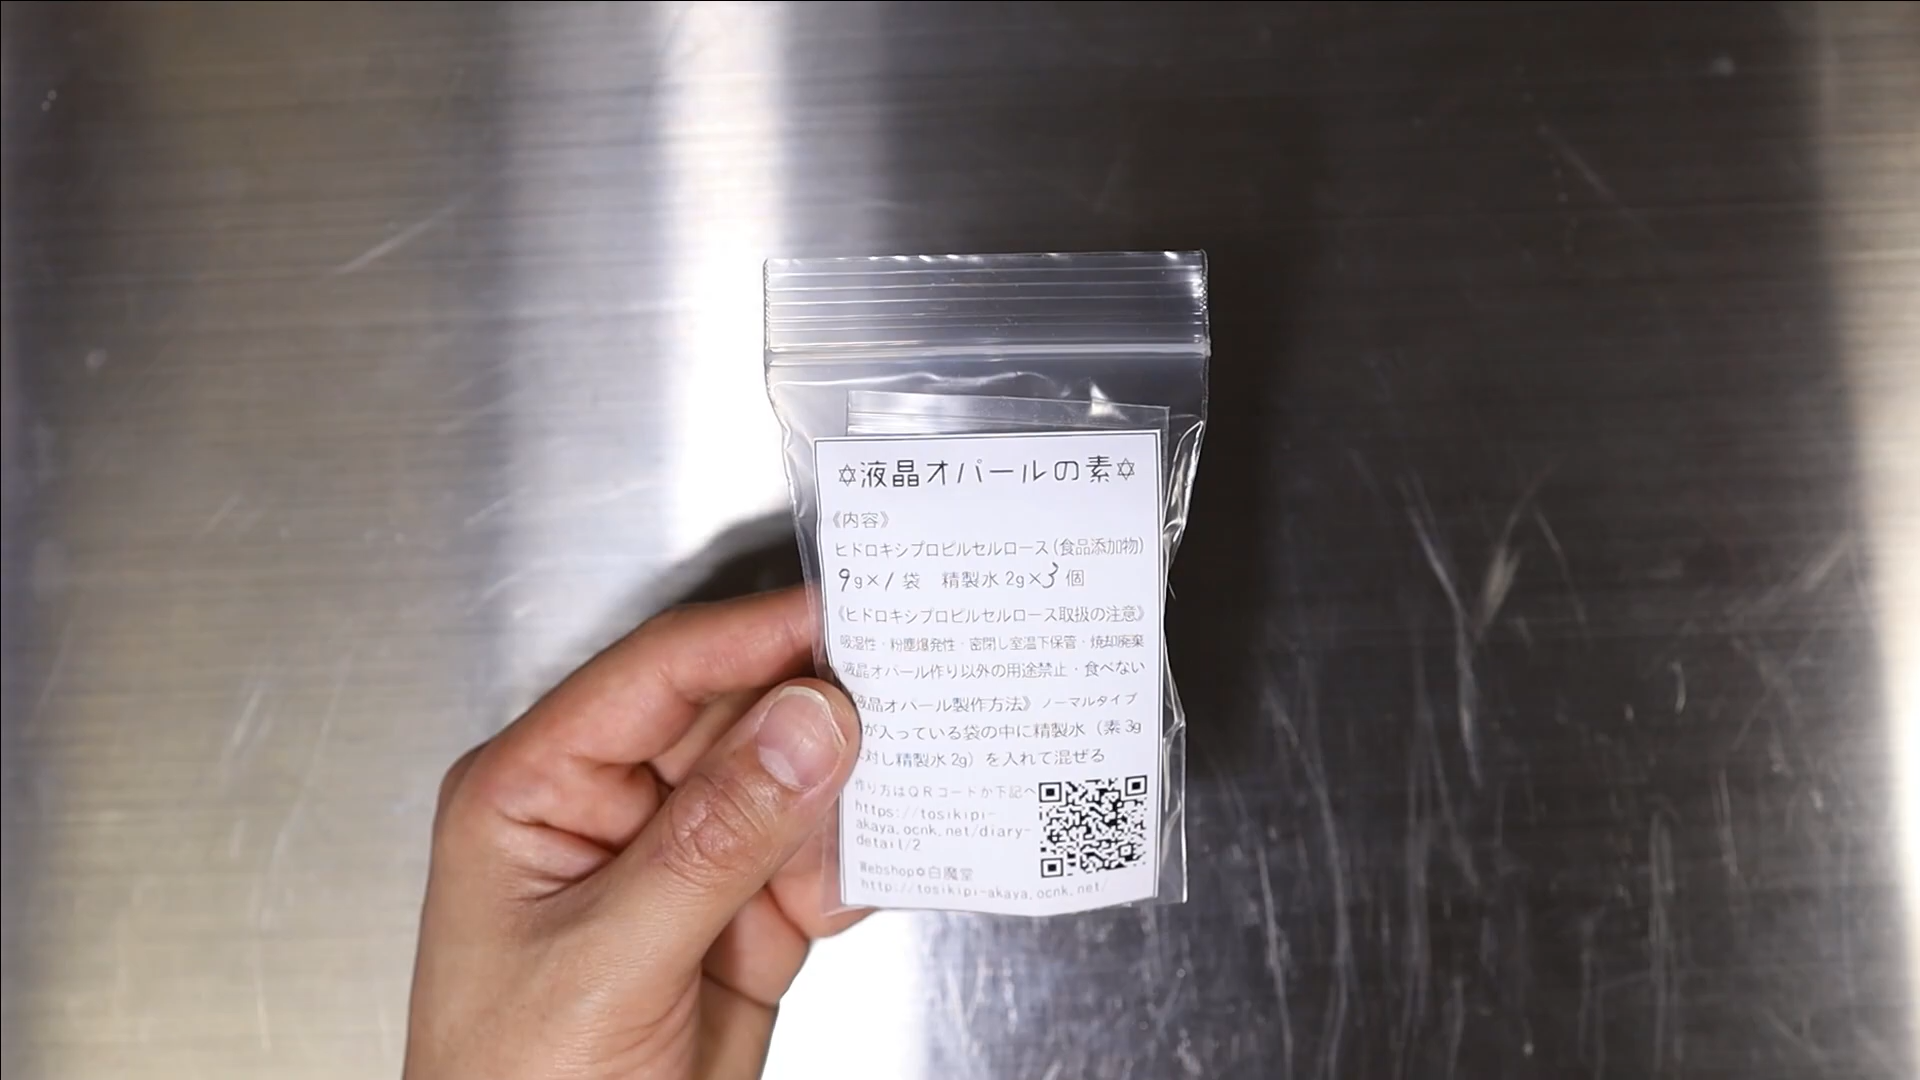 ✡液晶オパールの素✡
《内容》
ヒドロキシプロピルセルロース(食品添加物)
9g×1袋 精製水2g×3個
《ヒドロキシプロピルセルロース取扱の注意》
吸湿性・粉塵爆発性・密閉し室温下保管・焼却廃棄
液晶オパール作り以外の用途禁止・食べない
液晶オパール製作方法》ノーマルタイプ
が入っている袋の中に精製水（素3g
対し精製水2g）を入れて混ぜる
作り方はQRコードか下記へ
https://tosikipi-
akaya.ocnk.net/diary-
detail/2
Webshop✡白魔堂
http://tosikipi-akaya.ocnk.net/